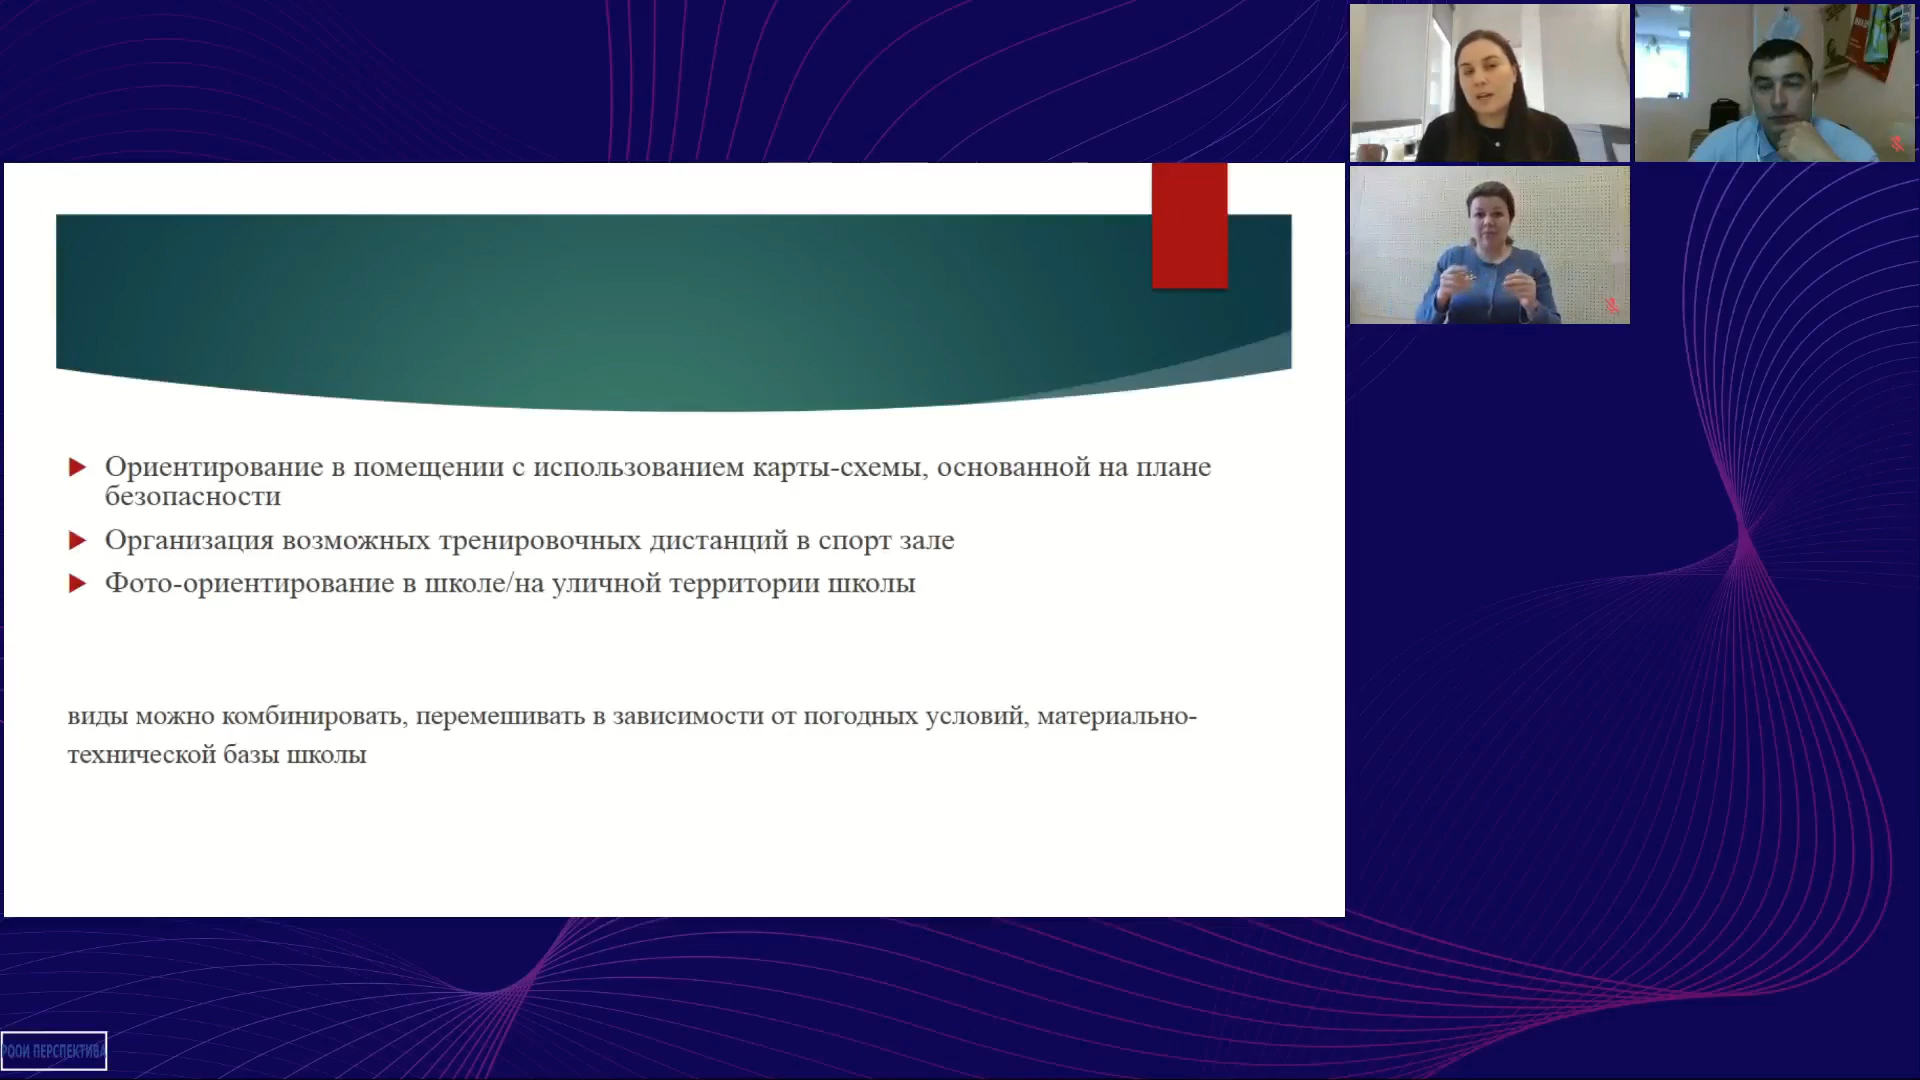 Ориентирование в помещении с использованием карты-схемы, основанной на плане
безопасности
Организация возможных тренировочных дистанций в спорт зале
Фото-ориентирование в школе/на уличной территории школы
виды можно комбинировать, перемешивать в зависимости от погодных условий, материально-
технической базы школы
РООИ ПЕРСПЕКТИВА